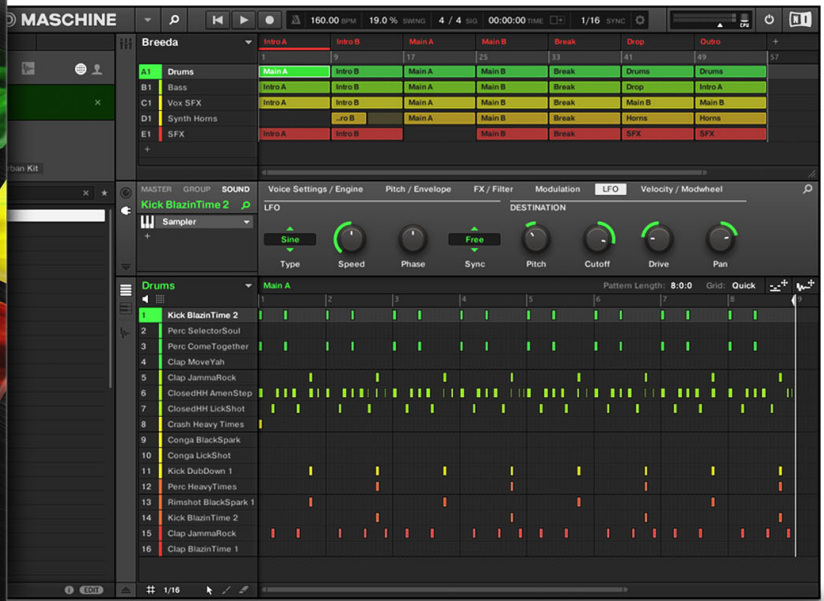 MASCHINE
160.00 BPM 19.0% SWING 4 / 4 SIG 00:00:00 TIME 1/16 SYNC CPU
Breeda Intro A Intro B Main A Main B Break Drop Outro +
1 9 17 25 33 41 49 57
A1 Drums Main A Intro B Main A Main B Break Drums Drums
B1 Bass Intro A Intro B Main A Main B Break Drop Intro A
C1 Vox SFX Intro A Intro B Main A Main B Break Main B Main B
D1 Synth Horns ..ro B Main A Main B Break Horns Horns
E1 SFX Intro A Intro B Main B Break SFX SFX
+
rban Kit
MASTER GROUP SOUND Voice Settings / Engine Pitch / Envelope FX / Filter Modulation LFO Velocity / Modwheel
Kick BlazinTime 2 LFO DESTINATION
Sampler
+
Sine Free
Type Speed Phase Sync Pitch Cutoff Drive Pan
Drums Main A Pattern Length: 8:0:0 Grid: Quick
1 2 3 4 5 6 7 8 9
1 Kick BlazinTime 2
2 Perc SelectorSoul
3 Perc ComeTogether
4 Clap MoveYah
5 Clap JammaRock
6 ClosedHH AmenStep
7 ClosedHH LickShot
8 Crash Heavy Times
9 Conga BlackSpark
10 Conga LickShot
11 Kick DubDown 1
12 Perc HeavyTimes
13 Rimshot BlackSpark 1
14 Kick BlazinTime 2
15 Clap JammaRock
16 Clap BlazinTime 1
EDIT 1/16